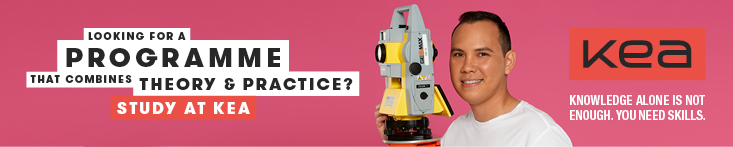 LOOKING FOR A
PROGRAMME
THAT COMBINES THEORY & PRACTICE?
STUDY AT KEA
kea
KNOWLEDGE ALONE IS NOT
ENOUGH. YOU NEED SKILLS.